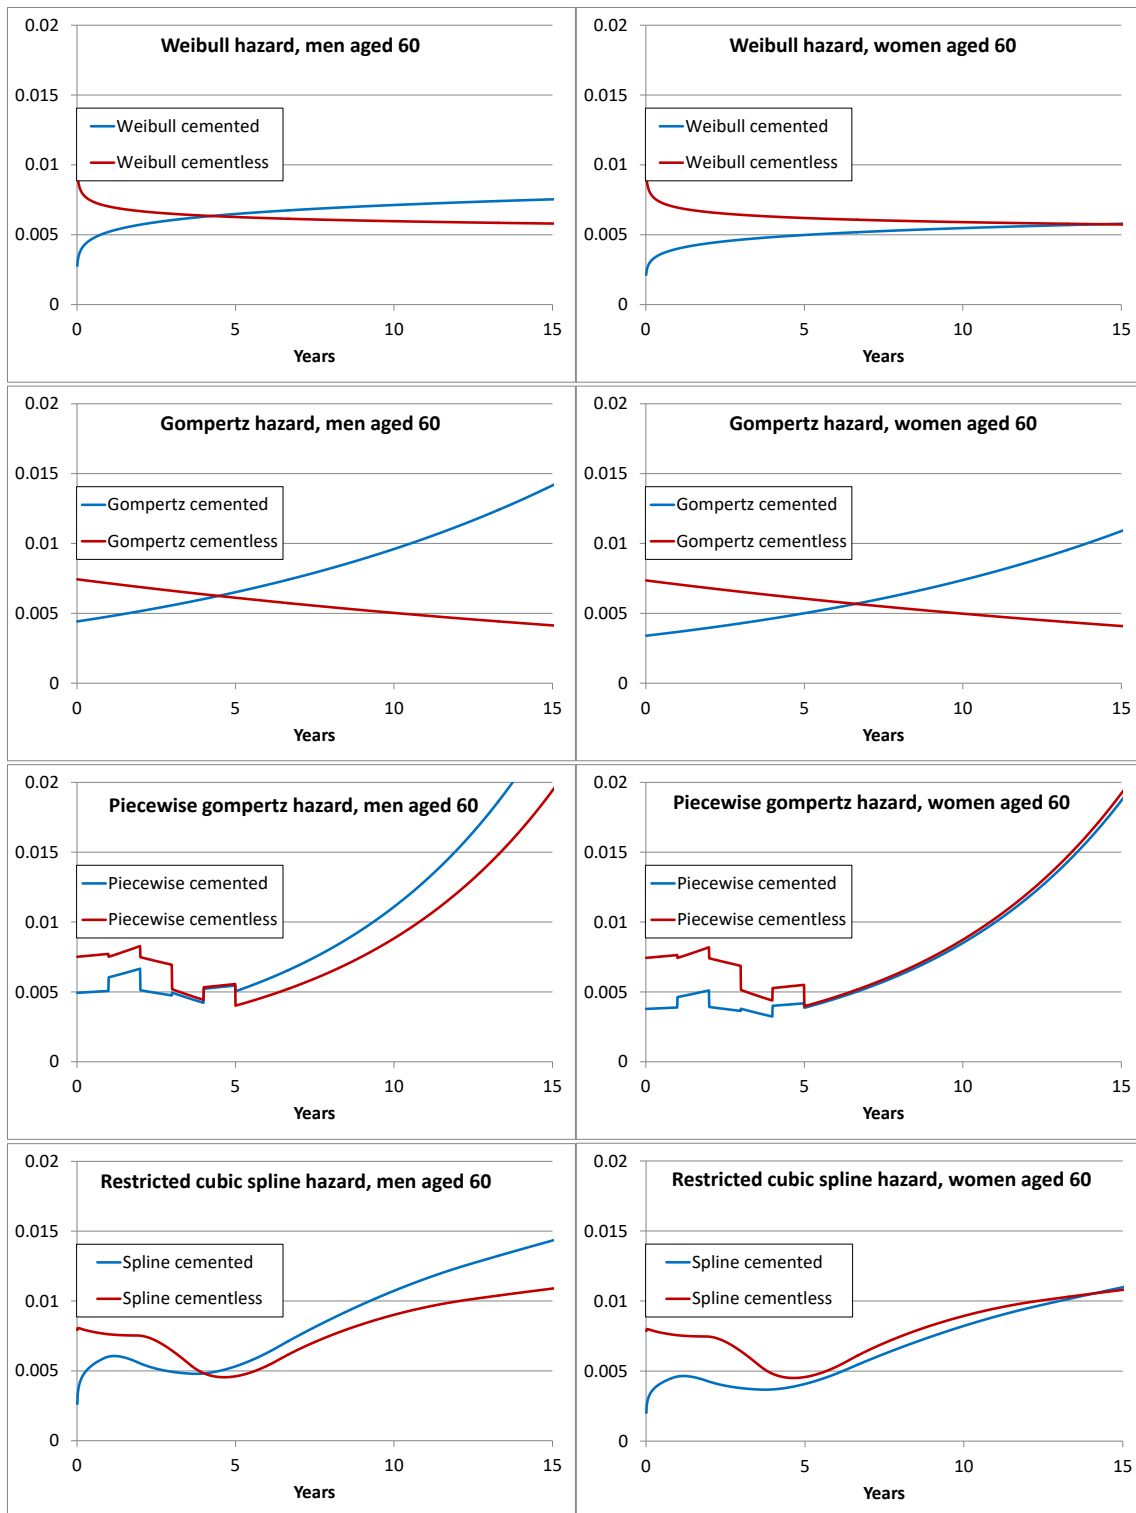 Weibull hazard, men aged 60
0.02
0.015
0.01
0.005
0
Weibull cemented
Weibull cementless
0 5 10 15
Years
Weibull hazard, women aged 60
0.02
0.015
0.01
0.005
0
Weibull cemented
Weibull cementless
0 5 10 15
Years
Gompertz hazard, men aged 60
0.02
0.015
0.01
0.005
0
Gompertz cemented
Gompertz cementless
0 5 10 15
Years
Gompertz hazard, women aged 60
0.02
0.015
0.01
0.005
0
Gompertz cemented
Gompertz cementless
0 5 10 15
Years
Piecewise gompertz hazard, men aged 60
0.02
0.015
0.01
0.005
0
Piecewise cemented
Piecewise cementless
0 5 10 15
Years
Piecewise gompertz hazard, women aged 60
0.02
0.015
0.01
0.005
0
Piecewise cemented
Piecewise cementless
0 5 10 15
Years
Restricted cubic spline hazard, men aged 60
0.02
0.015
0.01
0.005
0
Spline cemented
Spline cementless
0 5 10 15
Years
Restricted cubic spline hazard, women aged 60
0.02
0.015
0.01
0.005
0
Spline cemented
Spline cementless
0 5 10 15
Years